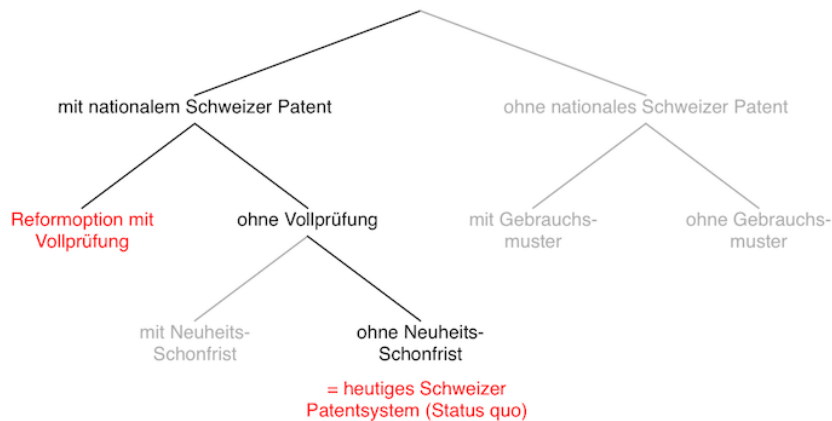 mit nationalem Schweizer Patent
ohne nationales Schweizer Patent
Reformoption mit
Vollprüfung
ohne Vollprüfung
mit Gebrauchs-
muster
ohne Gebrauchs-
muster
mit Neuheits-
Schonfrist
ohne Neuheits-
Schonfrist
= heutiges Schweizer
Patentsystem (Status quo)